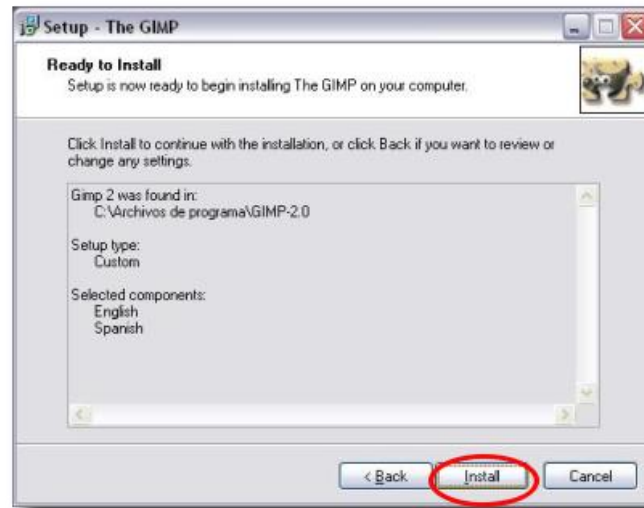 Setup - The GIMP
Ready to Install
Setup is now ready to begin installing The GIMP on your computer.
Click Install to continue with the installation, or click Back if you want to review or
change any settings.
Gimp 2 was found in:
C:\Archivos de programa\GIMP-2.0
Setup type:
Custom
Selected components:
English
Spanish
< Back
Install
Cancel